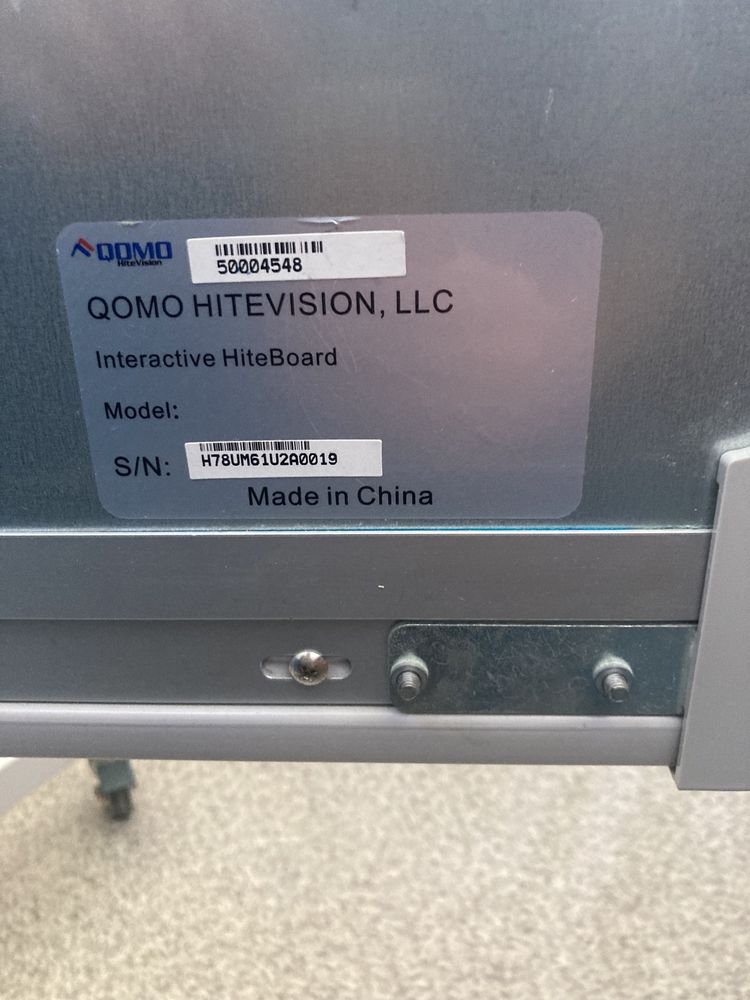 QOMO
HiteVision
50004548
QOMO HITEVISION, LLC
Interactive HiteBoard
Model:
S/N: H78UM61U2A0019
Made in China